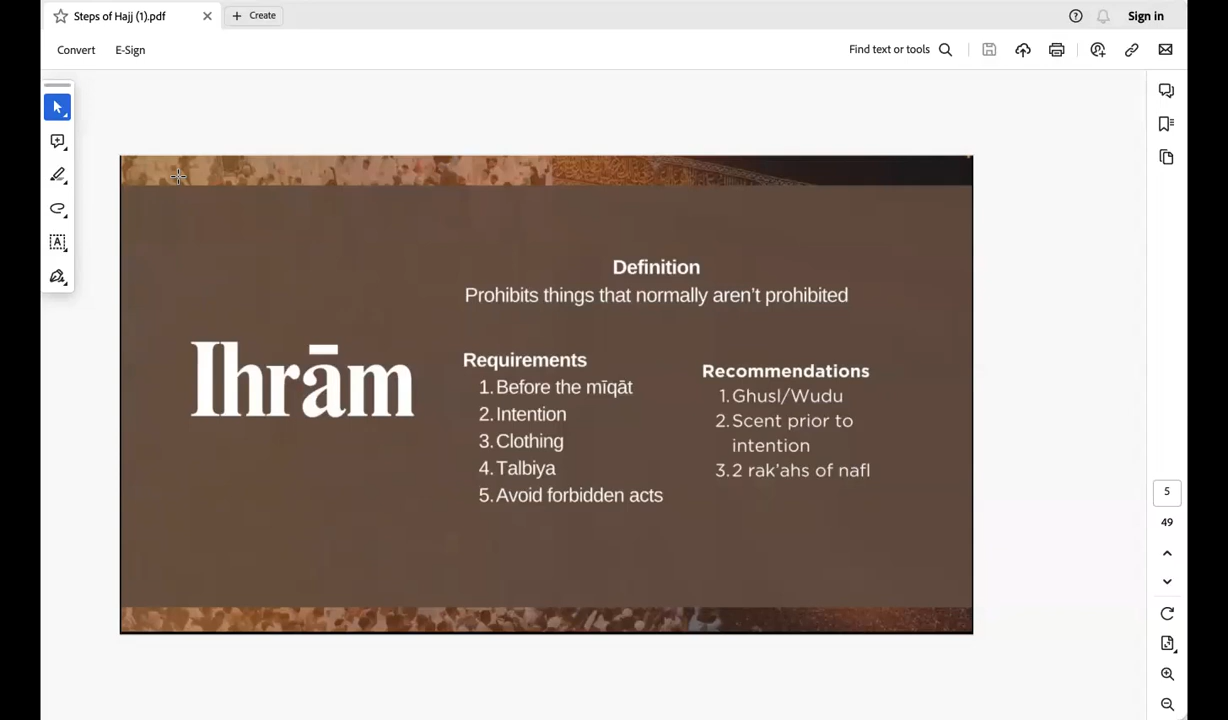 Steps of Hajj (1).pdf
Create
Sign in
Convert
E-Sign
Find text or tools
Definition
Prohibits things that normally aren't prohibited
Ihrām
Requirements
1. Before the mīqāt
2. Intention
3. Clothing
4. Talbiya
5. Avoid forbidden acts
Recommendations
1. Ghusl/Wudu
2. Scent prior to
intention
3. 2 rak'ahs of nafl
5
49